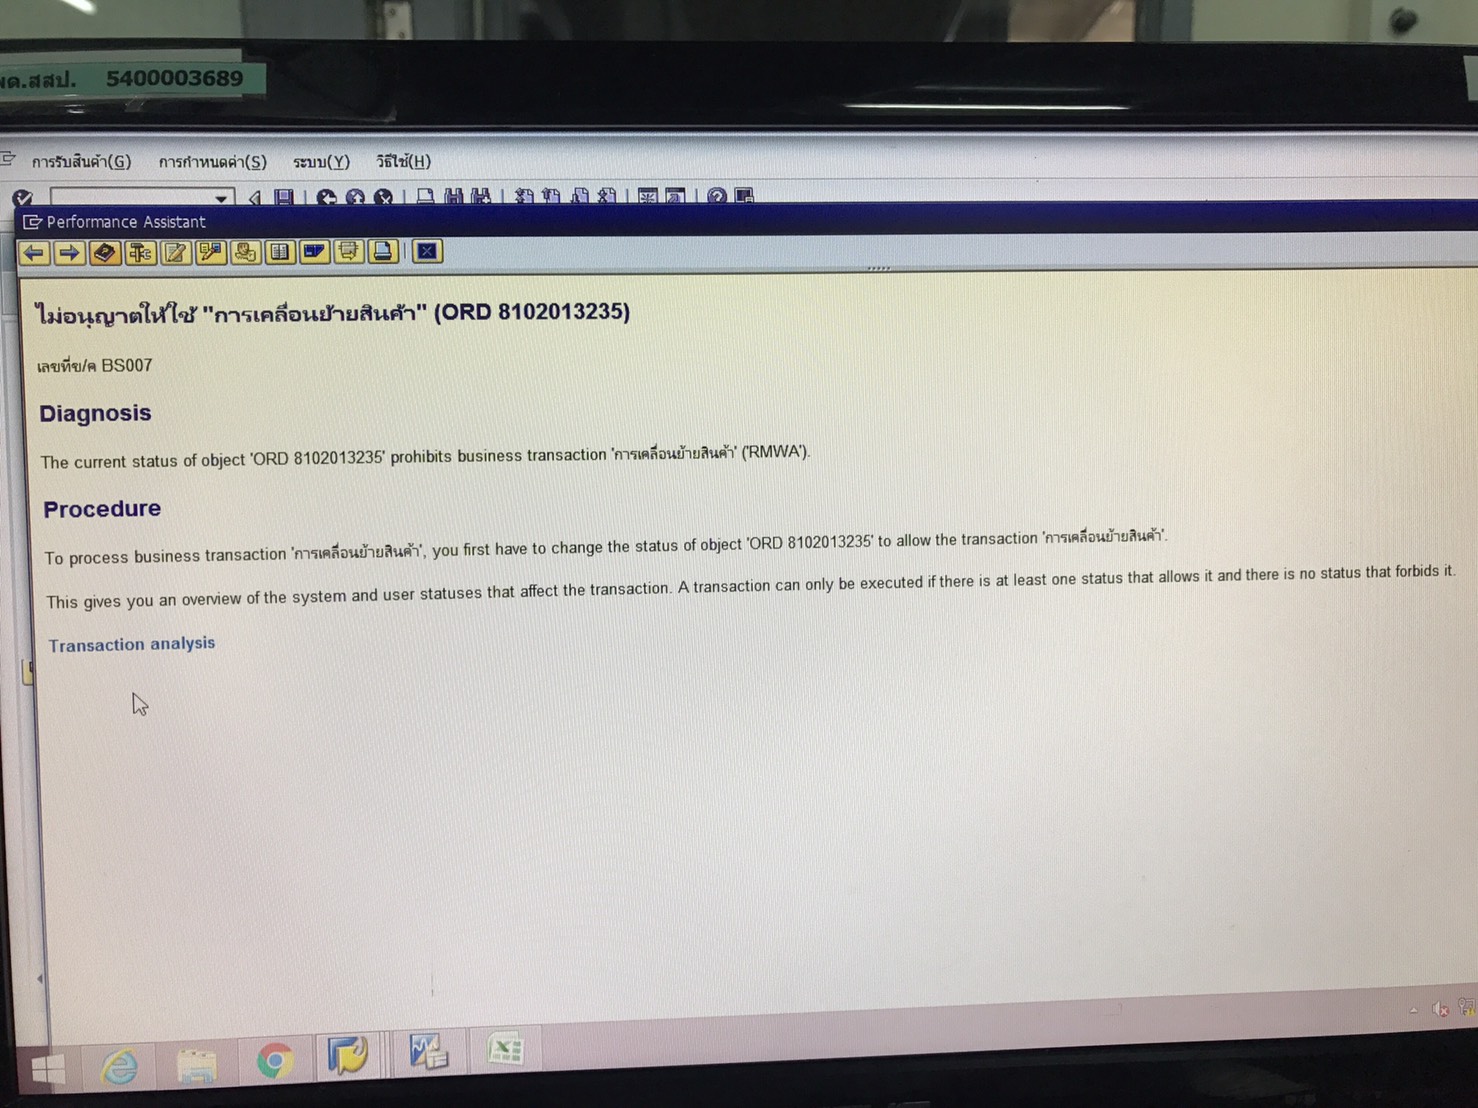 สสป. 5400003689
การรับสินค้า(G) การกำหนดค่า(S) ระบบ(Y) วิธีใช้(H)
Performance Assistant
ไม่อนุญาตให้ใช้ "การเคลื่อนย้ายสินค้า" (ORD 8102013235)
เลขที่ข/ค BS007
Diagnosis
The current status of object 'ORD 8102013235' prohibits business transaction 'การเคลื่อนย้ายสินค้า' ('RMWA').
Procedure
To process business transaction 'การเคลื่อนย้ายสินค้า', you first have to change the status of object 'ORD 8102013235' to allow the transaction 'การเคลื่อนย้ายสินค้า'.
This gives you an overview of the system and user statuses that affect the transaction. A transaction can only be executed if there is at least one status that allows it and there is no status that forbids it.
Transaction analysis